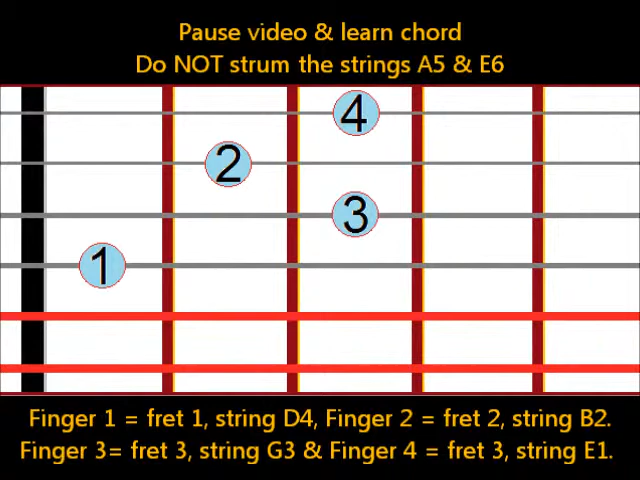 Pause video & learn chord
Do NOT strum the strings A5 & E6
4
2
3
1
Finger 1 = fret 1, string D4, Finger 2 = fret 2, string B2.
Finger 3= fret 3, string G3 & Finger 4 = fret 3, string E1.